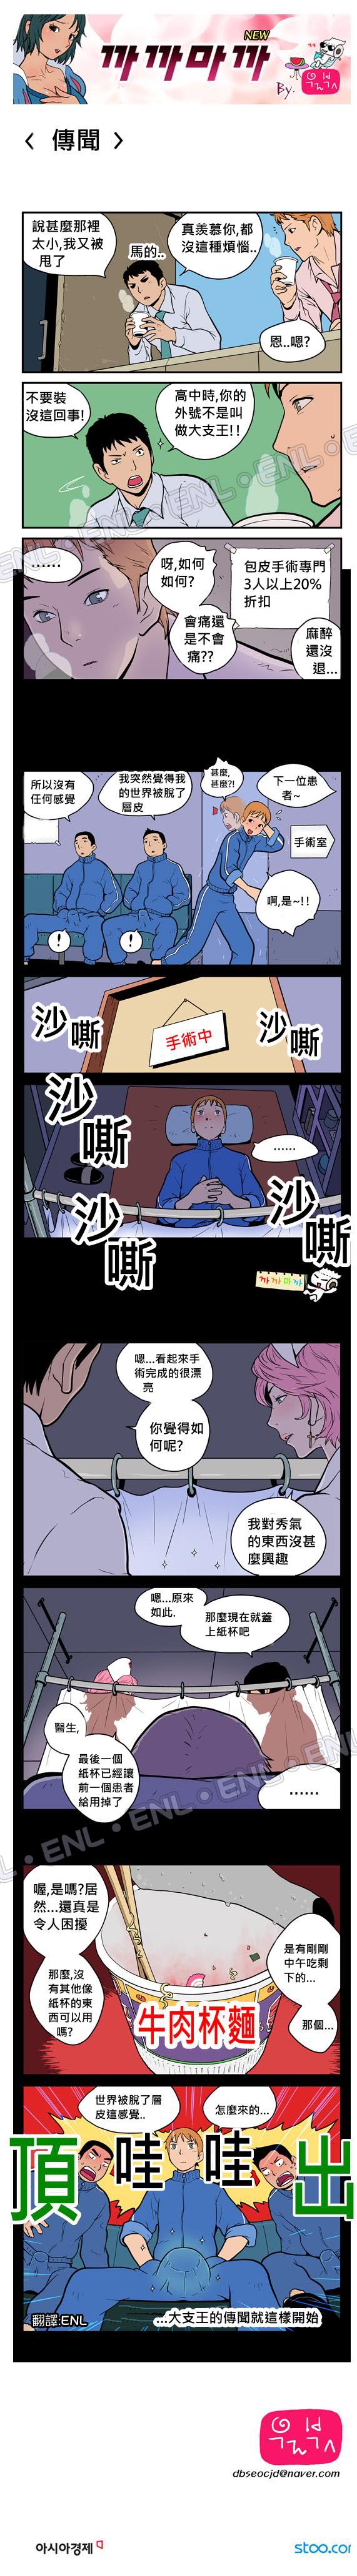 NEW
까까마까
By.
< 傳聞 >
說甚麼那裡
太小,我又被
甩了
馬的..
真羨慕你,都
沒這種煩惱..
恩..嗯?
不要裝
沒這回事!
高中時,你的
外號不是叫
做大支王!!
……
呀,如何
如何?
會痛還
是不會
痛??
包皮手術專門
3人以上20%
折扣
麻醉
還沒
退...
所以沒有
任何感覺
我突然覺得我
的世界被脫了
層皮
甚麼,
甚麼?!
下一位患
者~
手術室
啊,是~!!
!
!
沙
嘶
手術中
沙
嘶
沙
嘶
沙
嘶
……
沙
嘶
까까마까
嗯...看起來手
術完成的很漂
亮
你覺得如
何呢?
我對秀氣
的東西沒甚
麼興趣
嗯...原來
如此.
那麼現在就蓋
上紙杯吧
醫生,
最後一個
紙杯已經讓
前一個患者
給用掉了
……
喔,是嗎?居
然...還真是
令人困擾
那麼,沒
有其他像
紙杯的東
西可以用
嗎?
牛肉杯麵
是有剛剛
中午吃剩
下的...
那個...
世界被脫了層
皮這感覺..
怎麼來的...
頂
哇
哇
出
翻譯:ENL
...大支王的傳聞就這樣開始
dbseocjd@naver.com
아시아경제
stoo.com
ENL
ENL
ENL
ENL
ENL
ENL